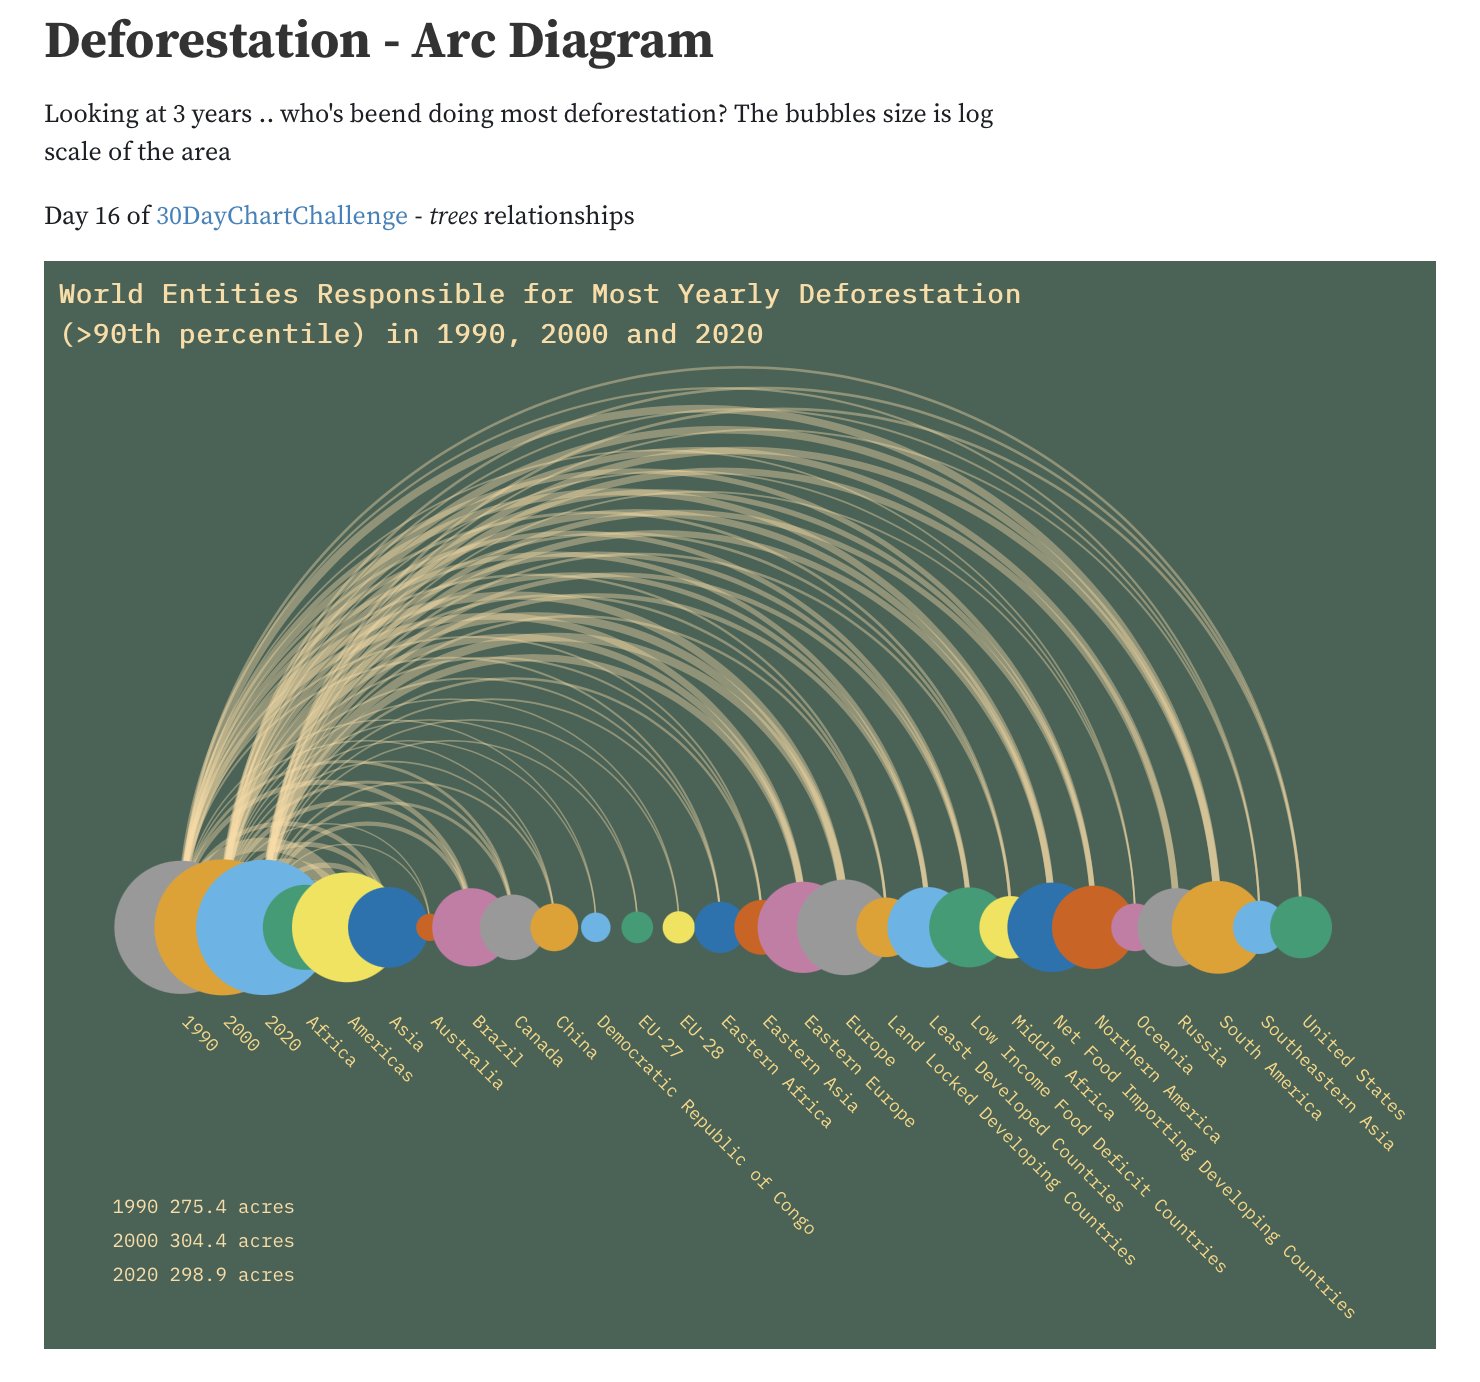 Deforestation - Arc Diagram
Looking at 3 years .. who's beend doing most deforestation? The bubbles size is log
scale of the area
Day 16 of 30DayChartChallenge - trees relationships
World Entities Responsible for Most Yearly Deforestation
(>90th percentile) in 1990, 2000 and 2020
1990
2000
2020
Africa
Americas
Asia
Australia
Brazil
Canada
China
Democratic Republic of Congo
EU-27
EU-28
Eastern Africa
Eastern Asia
Eastern Europe
Europe
Land Locked Developing Countries
Least Developed Countries
Low Income Food Deficit Countries
Middle Africa
Net Food Importing Developing Countries
Northern America
Oceania
Russia
South America
Southeastern Asia
United States
1990 275.4 acres
2000 304.4 acres
2020 298.9 acres